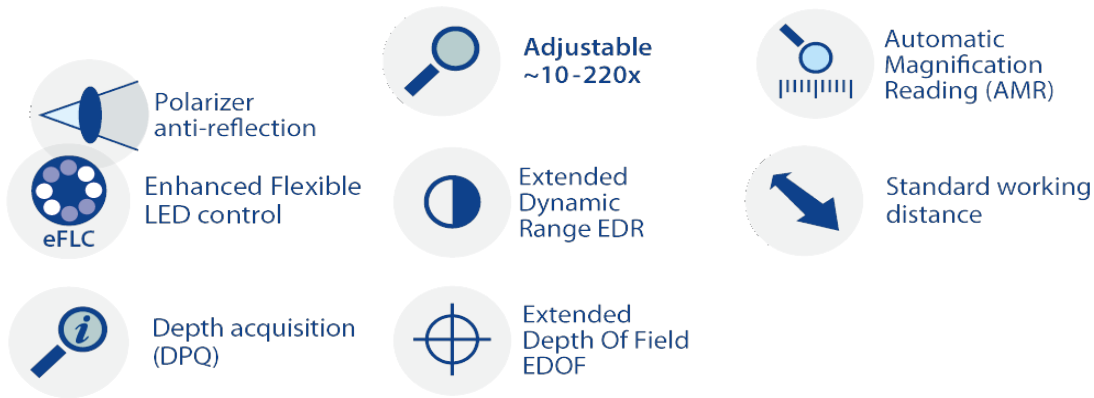 Polarizer
anti-reflection
Adjustable
~10-220x
Automatic
Magnification
Reading (AMR)
eFLC
Enhanced Flexible
LED control
Extended
Dynamic
Range EDR
Standard working
distance
i
Depth acquisition
(DPQ)
Extended
Depth Of Field
EDOF